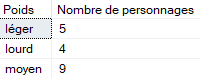 Poids Nombre de personnages
léger 5
lourd 4
moyen 9